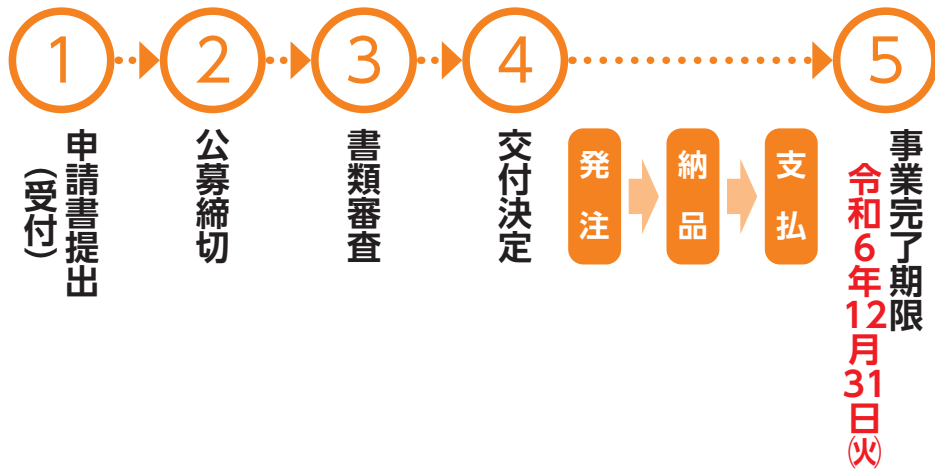 1
申請書提出
(受付)
2
公募締切
3
書類審査
4
交付決定
発注
納品
支払
5
事業完了期限
令和6年12月31日㈫